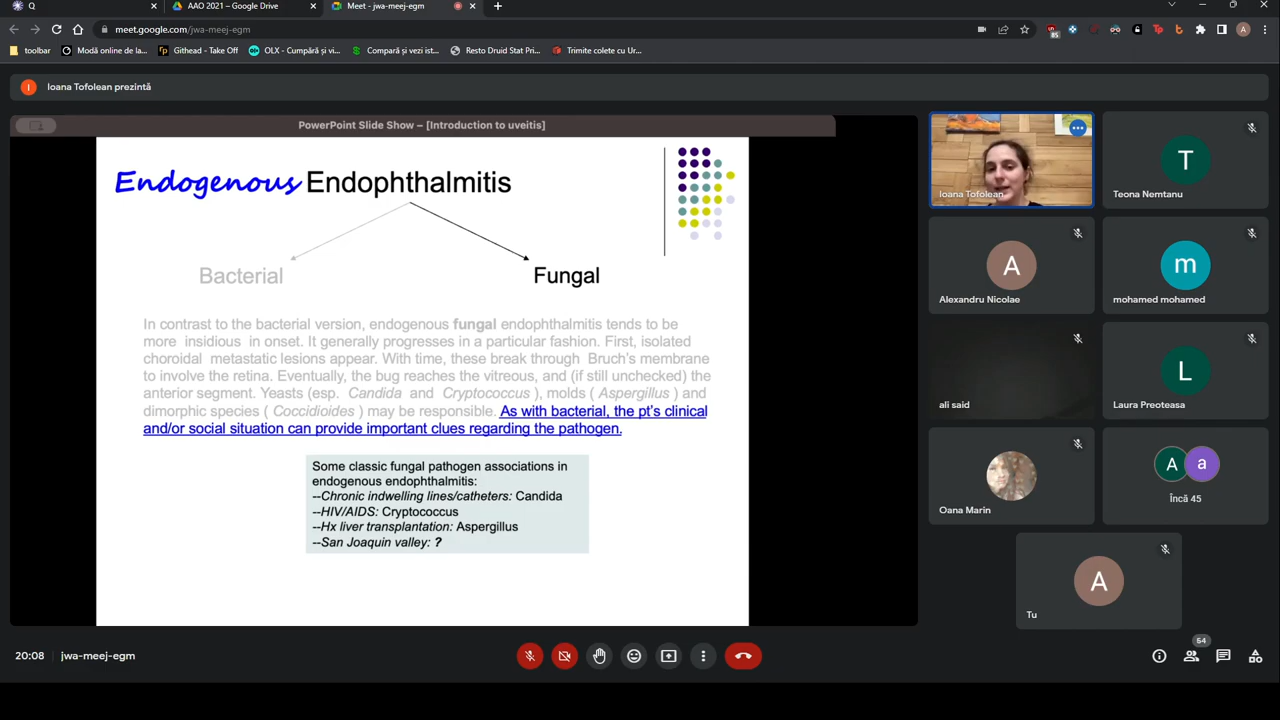 Q
AAO 2021 – Google Drive
Meet - jwa-meej-egm
meet.google.com/jwa-meej-egm
85
A
toolbar
Modă online de la...
Githead - Take Off
OLX - Cumpără și vi...
Compară și vezi ist...
Resto Druid Stat Pri...
Trimite colete cu Ur...
I
Ioana Tofolean prezintă
PowerPoint Slide Show – [Introduction to uveitis]
Endogenous Endophthalmitis
Bacterial
Fungal
In contrast to the bacterial version, endogenous fungal endophthalmitis tends to be
more insidious in onset. It generally progresses in a particular fashion. First, isolated
choroidal metastatic lesions appear. With time, these break through Bruch's membrane
to involve the retina. Eventually, the bug reaches the vitreous, and (if still unchecked) the
anterior segment. Yeasts (esp. Candida and Cryptococcus ), molds ( Aspergillus ) and
dimorphic species ( Coccidioides ) may be responsible. As with bacterial, the pt's clinical
and/or social situation can provide important clues regarding the pathogen.
Some classic fungal pathogen associations in
endogenous endophthalmitis:
--Chronic indwelling lines/catheters: Candida
--HIV/AIDS: Cryptococcus
--Hx liver transplantation: Aspergillus
--San Joaquin valley: ?
Ioana Tofolean
T
Teona Nemtanu
A
Alexandru Nicolae
m
mohamed mohamed
ali said
L
Laura Preoteasa
Oana Marin
A a
Încă 45
A
Tu
20:08 jwa-meej-egm
54